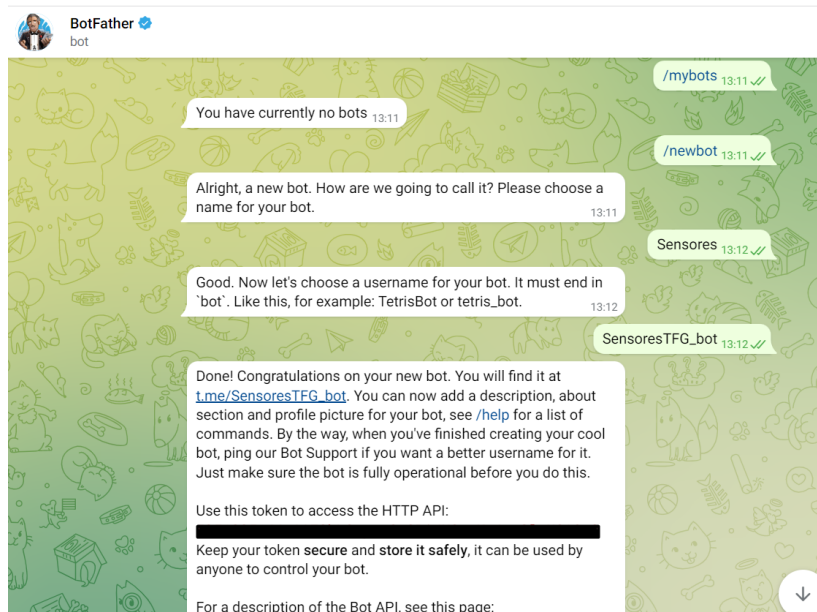 BotFather
bot
/mybots 13:11
You have currently no bots 13:11
/newbot 13:11
Alright, a new bot. How are we going to call it? Please choose a
name for your bot.
13:11
Sensores 13:12
Good. Now let's choose a username for your bot. It must end in
`bot`. Like this, for example: TetrisBot or tetris_bot.
13:12
SensoresTFG_bot 13:12
Done! Congratulations on your new bot. You will find it at
t.me/SensoresTFG_bot. You can now add a description, about
section and profile picture for your bot, see /help for a list of
commands. By the way, when you've finished creating your cool
bot, ping our Bot Support if you want a better username for it.
Just make sure the bot is fully operational before you do this.
Use this token to access the HTTP API:
Keep your token secure and store it safely, it can be used by
anyone to control your bot.
For a description of the Bot API, see this page: